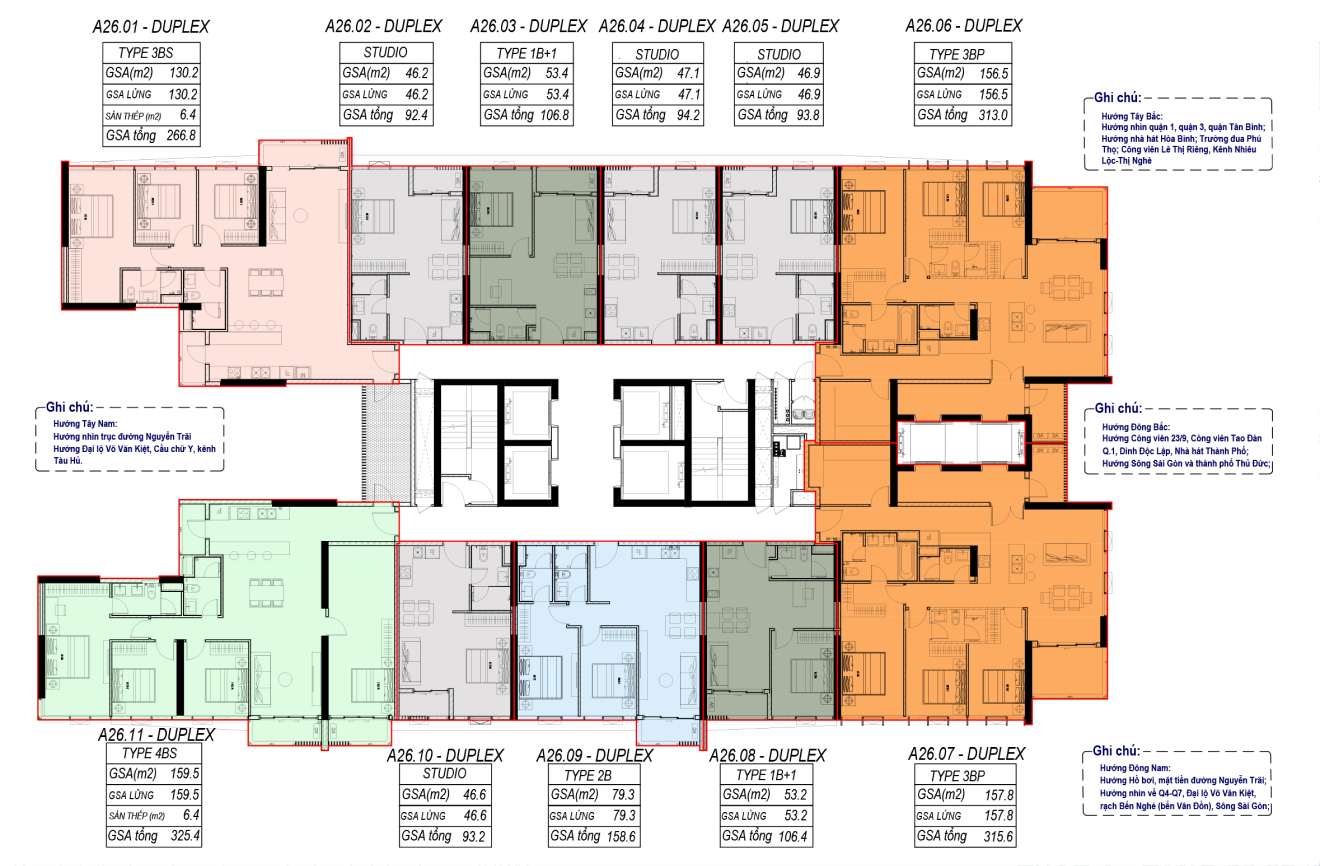 A26.01 - DUPLEX
TYPE 3BS
GSA(m2) 130.2
GSA LỬNG 130.2
SÀN THÉP (m2) 6.4
GSA tổng 266.8
A26.02 - DUPLEX
STUDIO
GSA(m2) 46.2
GSA LỬNG 46.2
GSA tổng 92.4
A26.03 - DUPLEX
TYPE 1B+1
GSA(m2) 53.4
GSA LỬNG 53.4
GSA tổng 106.8
A26.04 - DUPLEX
STUDIO
GSA(m2) 47.1
GSA LỬNG 47.1
GSA tổng 94.2
A26.05 - DUPLEX
STUDIO
GSA(m2) 46.9
GSA LỬNG 46.9
GSA tổng 93.8
A26.06 - DUPLEX
TYPE 3BP
GSA(m2) 156.5
GSA LỬNG 156.5
GSA tổng 313.0
Ghi chú:
Hướng Tây Bắc:
Hướng nhìn quận 1, quận 3, quận Tân Bình;
Hướng nhà hát Hòa Bình; Trường đua Phú
Thọ; Công viên Lê Thị Riêng, Kênh Nhiêu
Lộc-Thị Nghè
Ghi chú:
Hướng Tây Nam:
Hướng nhìn trục đường Nguyễn Trãi
Hướng Đại lộ Võ Văn Kiệt, Cầu chữ Y, kênh
Tàu Hủ.
Ghi chú:
Hướng Đông Bắc:
Hướng Công viên 23/9, Công viên Tao Đàn
Q.1, Dinh Độc Lập, Nhà hát Thành Phố;
Hướng Sông Sài Gòn và thành phố Thủ Đức;
A26.11 - DUPLEX
TYPE 4BS
GSA(m2) 159.5
GSA LỬNG 159.5
SÀN THÉP (m2) 6.4
GSA tổng 325.4
A26.10 - DUPLEX
STUDIO
GSA(m2) 46.6
GSA LỬNG 46.6
GSA tổng 93.2
A26.09 - DUPLEX
TYPE 2B
GSA(m2) 79.3
GSA LỬNG 79.3
GSA tổng 158.6
A26.08 - DUPLEX
TYPE 1B+1
GSA(m2) 53.2
GSA LỬNG 53.2
GSA tổng 106.4
A26.07 - DUPLEX
TYPE 3BP
GSA(m2) 157.8
GSA LỬNG 157.8
GSA tổng 315.6
Ghi chú:
Hướng Đông Nam:
Hướng Hồ bơi, mặt tiền đường Nguyễn Trãi;
Hướng nhìn về Q4-Q7, Đại lộ Võ Văn Kiệt,
rạch Bến Nghé (bến Vân Đồn), Sông Sài Gòn;